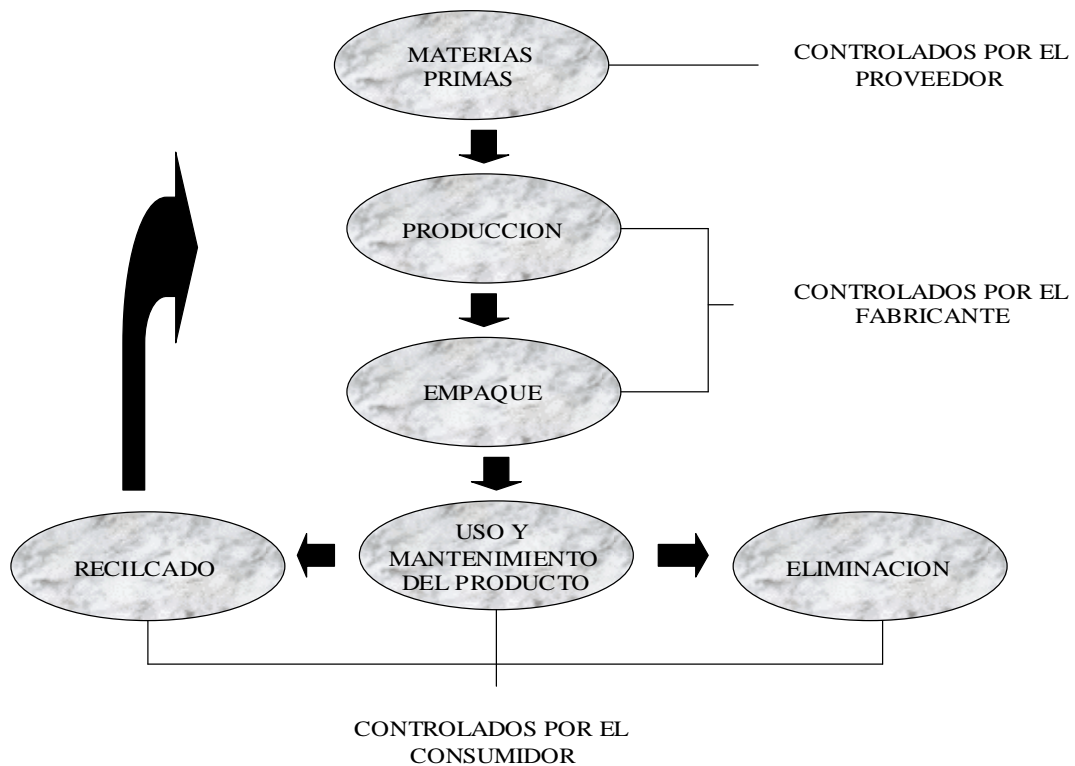 MATERIAS
PRIMAS
CONTROLADOS POR EL
PROVEEDOR
PRODUCCION
CONTROLADOS POR EL
FABRICANTE
EMPAQUE
RECILCADO
USO Y
MANTENIMIENTO
DEL PRODUCTO
ELIMINACION
CONTROLADOS POR EL
CONSUMIDOR